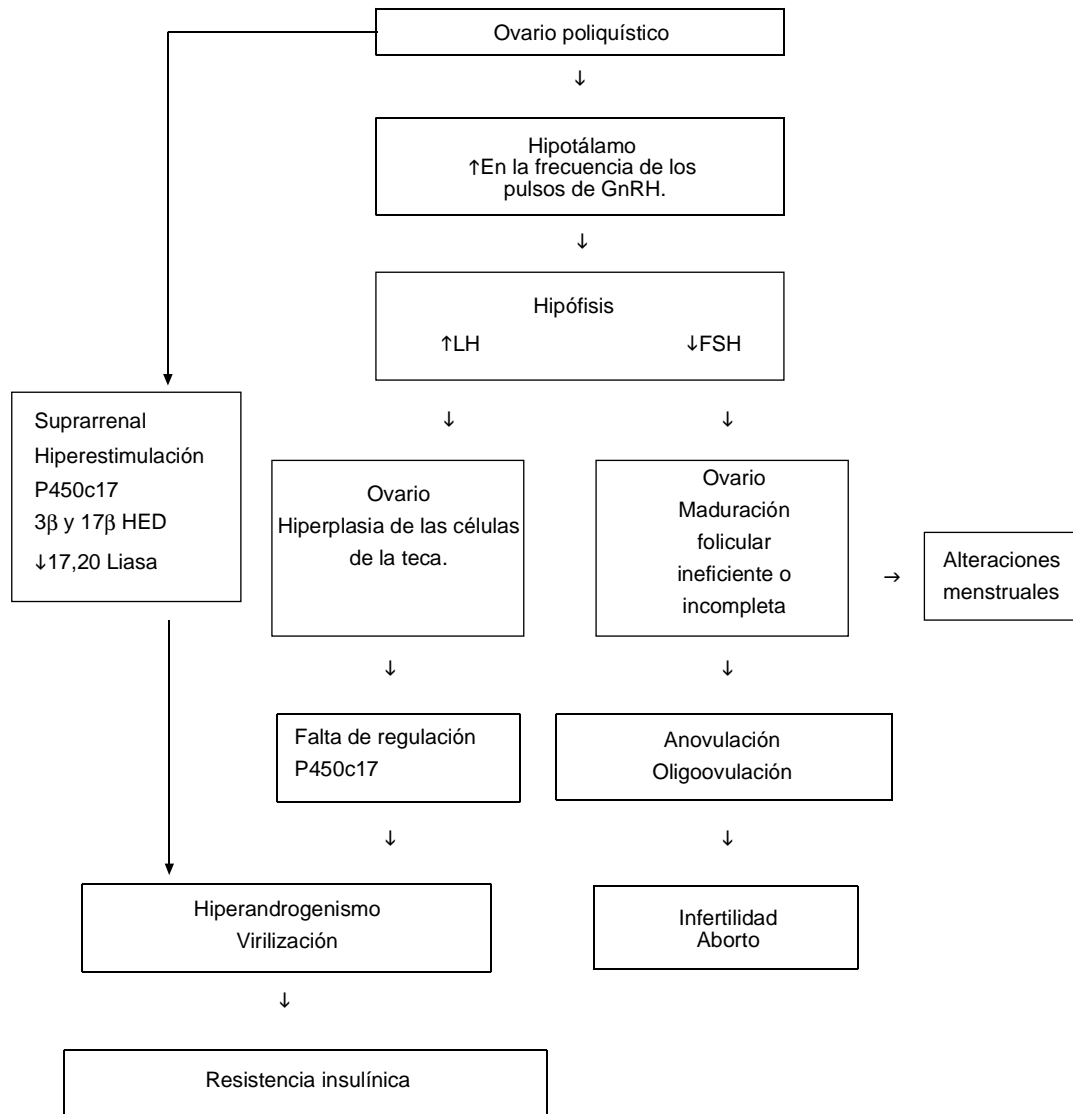 Ovario poliquístico
↓
Hipotálamo
↑En la frecuencia de los
pulsos de GnRH.
↓
Hipófisis
↑LH ↓FSH
↓ ↓
Suprarrenal
Hiperestimulación
P450c17
3β y 17β HED
↓17,20 Liasa
Ovario
Hiperplasia de las células
de la teca.
Ovario
Maduración
folicular
ineficiente o
incompleta
→
Alteraciones
menstruales
↓ ↓
Falta de regulación
P450c17
Anovulación
Oligoovulación
↓ ↓
Hiperandrogenismo
Virilización
Infertilidad
Aborto
↓
Resistencia insulínica